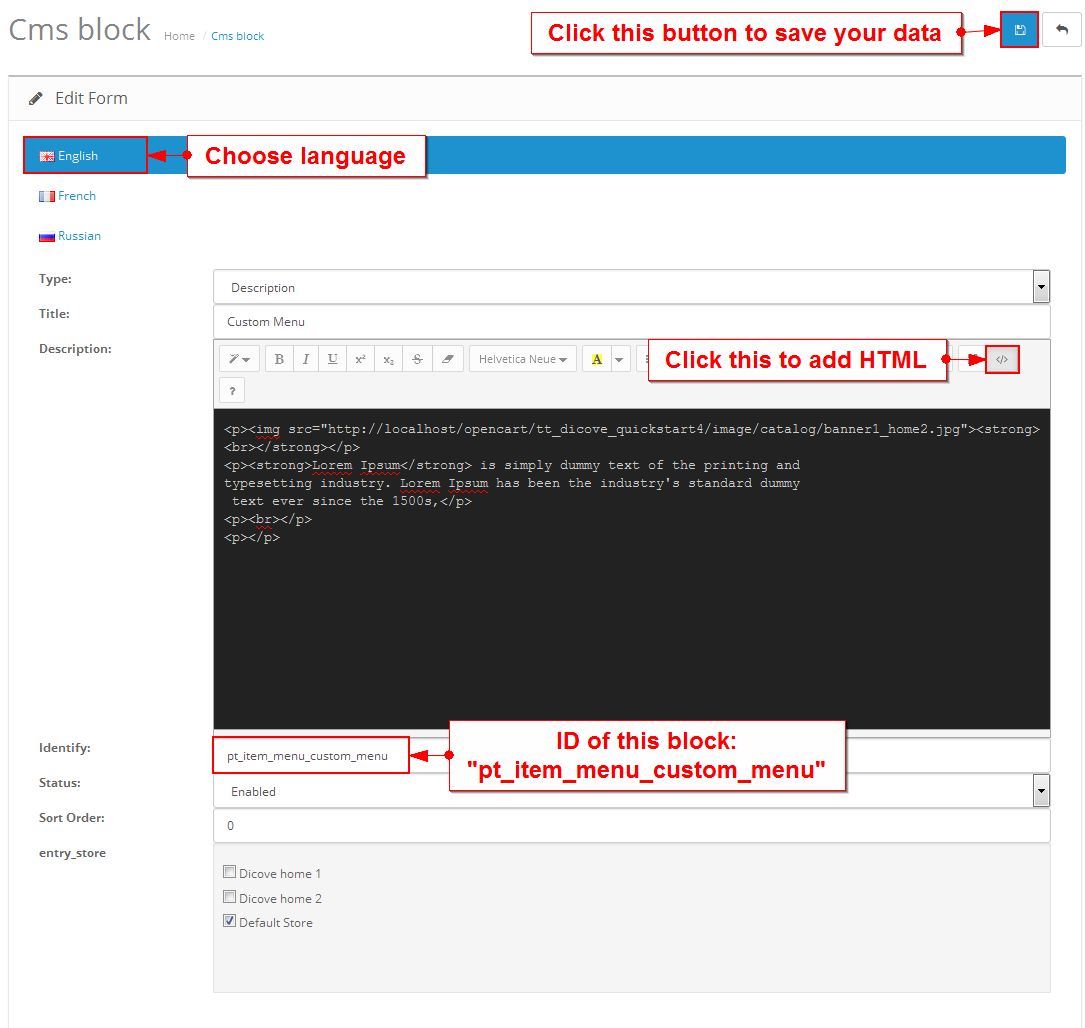 Cms block Home / Cms block
Click this button to save your data
Edit Form
English
Choose language
French
Russian
Type:
Description
Title:
Custom Menu
Description:
B I U x² x₂ S Helvetica Neue A
Click this to add HTML
</>
?
<p><img src="http://localhost/opencart/tt_dicove_quickstart4/image/catalog/banner1_home2.jpg"><strong>
<br></strong></p>
<p><strong>Lorem Ipsum</strong> is simply dummy text of the printing and
typesetting industry. Lorem Ipsum has been the industry's standard dummy
text ever since the 1500s,</p>
<p><br></p>
<p></p>
Identify:
pt_item_menu_custom_menu
ID of this block:
"pt_item_menu_custom_menu"
Status:
Enabled
Sort Order:
0
entry_store
Dicove home 1
Dicove home 2
Default Store